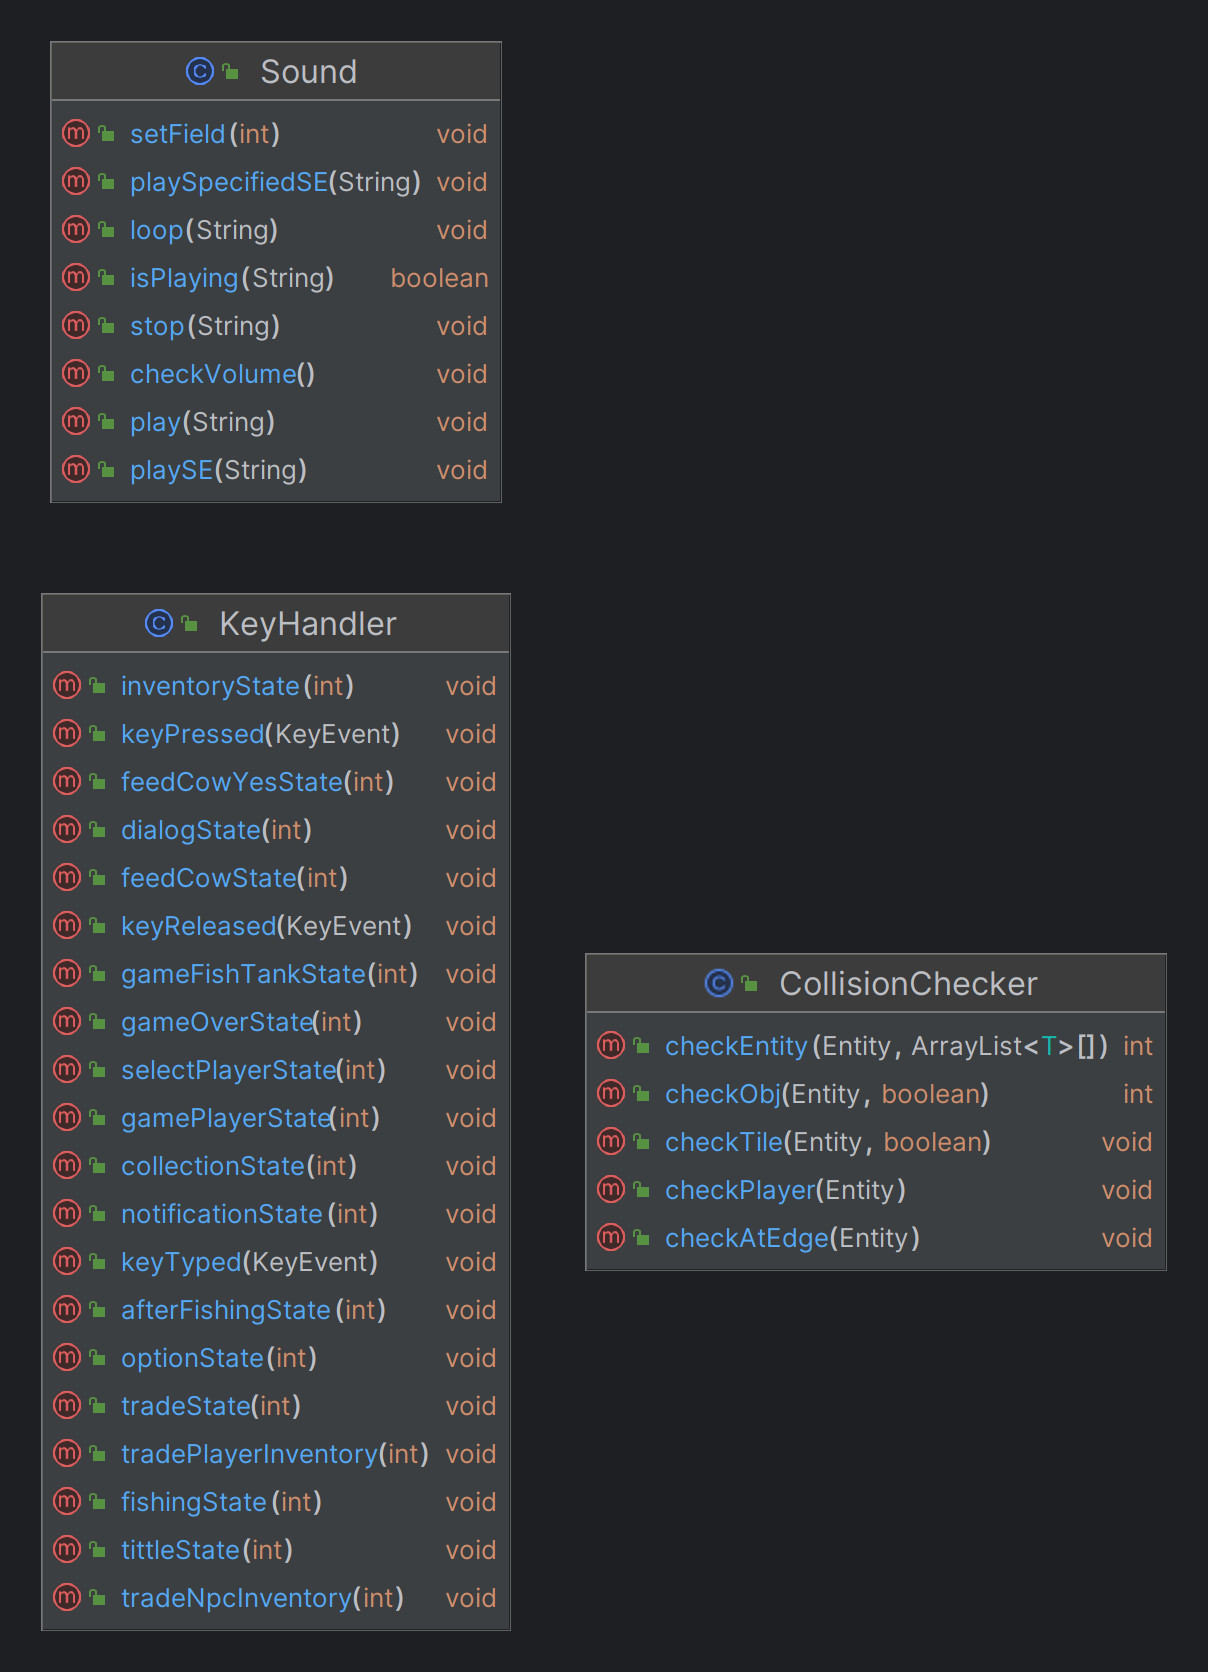 Sound
setField(int) void
playSpecifiedSE(String) void
loop(String) void
isPlaying(String) boolean
stop(String) void
checkVolume() void
play(String) void
playSE(String) void
KeyHandler
inventoryState(int) void
keyPressed(KeyEvent) void
feedCowYesState(int) void
dialogState(int) void
feedCowState(int) void
keyReleased(KeyEvent) void
gameFishTankState(int) void
gameOverState(int) void
selectPlayerState(int) void
gamePlayerState(int) void
collectionState(int) void
notificationState(int) void
keyTyped(KeyEvent) void
afterFishingState(int) void
optionState(int) void
tradeState(int) void
tradePlayerInventory(int) void
fishingState(int) void
tittleState(int) void
tradeNpcInventory(int) void
CollisionChecker
checkEntity(Entity, ArrayList<T>[]) int
checkObj(Entity, boolean) int
checkTile(Entity, boolean) void
checkPlayer(Entity) void
checkAtEdge(Entity) void